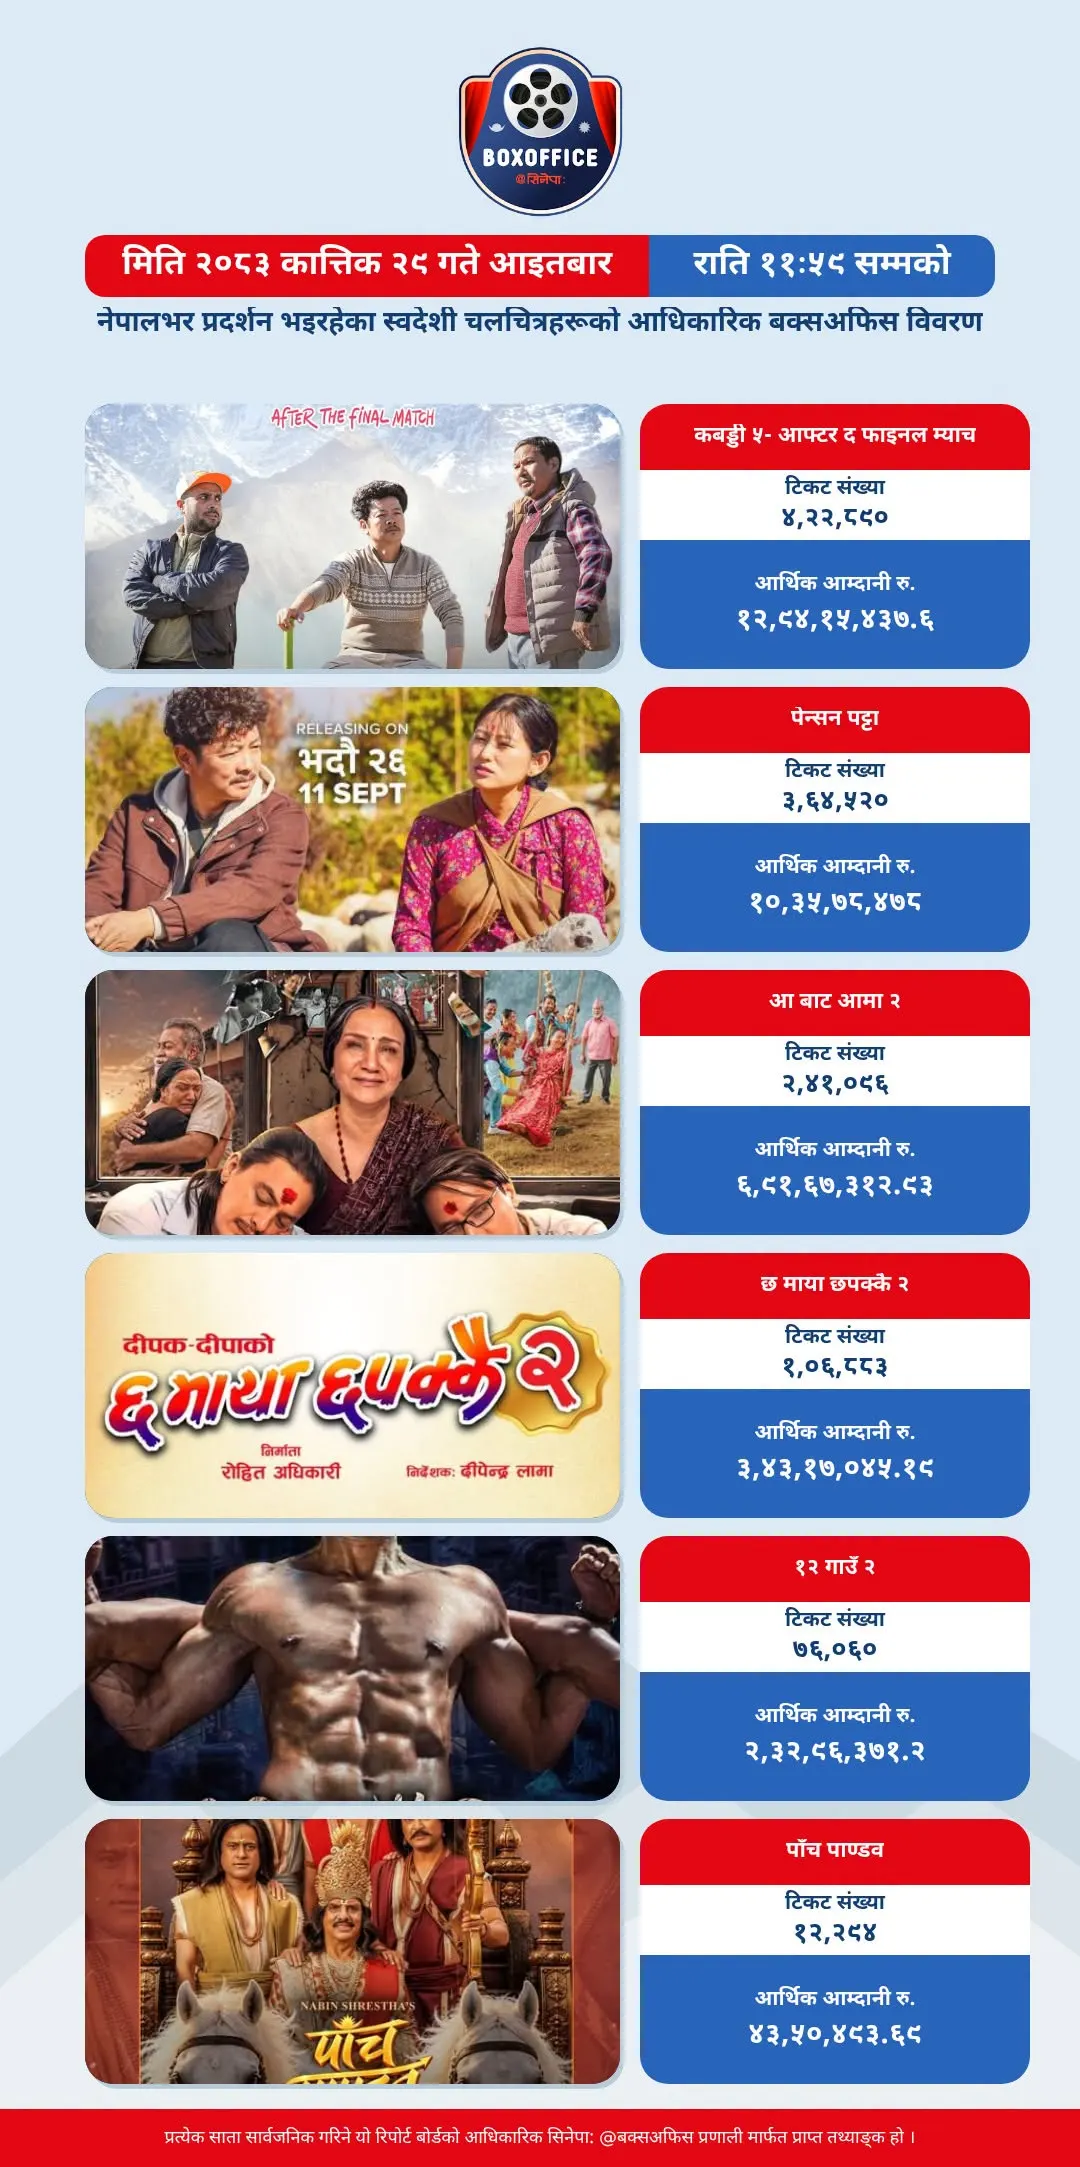 BOXOFFICE
@सिनेपा:
मिति २०८३ कात्तिक २९ गते आइतबार
राति ११:५९ सम्मको
नेपालभर प्रदर्शन भइरहेका स्वदेशी चलचित्रहरूको आधिकारिक बक्सअफिस विवरण
AFTER THE FINAL MATCH
कबड्डी ५- आफ्टर द फाइनल म्याच
टिकट संख्या
४,२२,८९०
आर्थिक आम्दानी रु.
१२,९४,१५,४३७.६
RELEASING ON
भदौ २६
11 SEPT
पेन्सन पट्टा
टिकट संख्या
३,६४,५२०
आर्थिक आम्दानी रु.
१०,३५,७८,४७८
आ बाट आमा २
टिकट संख्या
२,४१,०९६
आर्थिक आम्दानी रु.
६,९१,६७,३१२.९३
दीपक-दीपाको
छ माया छपक्कै २
निर्माता
रोहित अधिकारी
निर्देशक: दीपेन्द्र लामा
छ माया छपक्कै २
टिकट संख्या
१,०६,८८३
आर्थिक आम्दानी रु.
३,४३,१७,०४५.१९
१२ गाउँ २
टिकट संख्या
७६,०६०
आर्थिक आम्दानी रु.
२,३२,९६,३७१.२
NABIN SHRESTHA'S
पाँच
पाँच पाण्डव
टिकट संख्या
१२,२९४
आर्थिक आम्दानी रु.
४३,५०,४९३.६९
प्रत्येक साता सार्वजनिक गरिने यो रिपोर्ट बोर्डको आधिकारिक सिनेपा: @बक्सअफिस प्रणाली मार्फत प्राप्त तथ्याङ्क हो ।